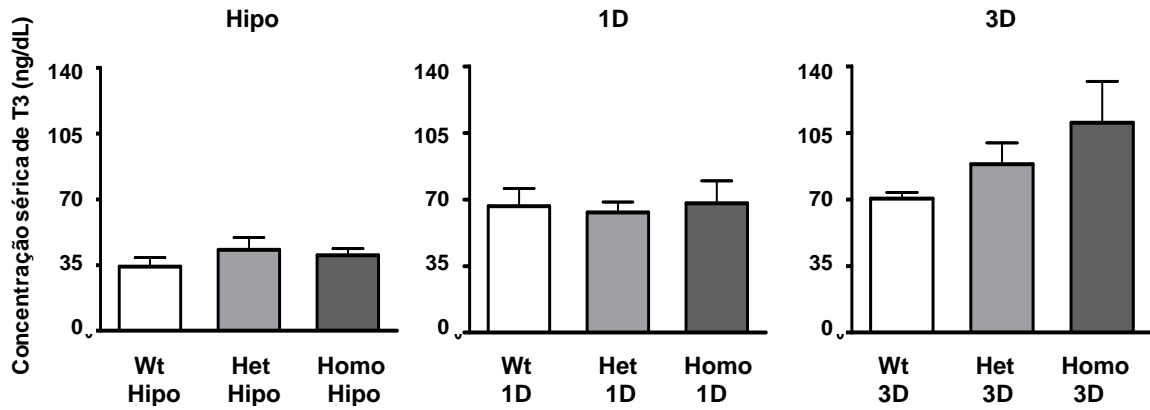 Hipo 1D 3D
Concentração sérica de T3 (ng/dL)
140 140 140
105 105 105
70 70 70
35 35 35
0 0 0
Wt Het Homo Wt Het Homo Wt Het Homo
Hipo Hipo Hipo 1D 1D 1D 3D 3D 3D